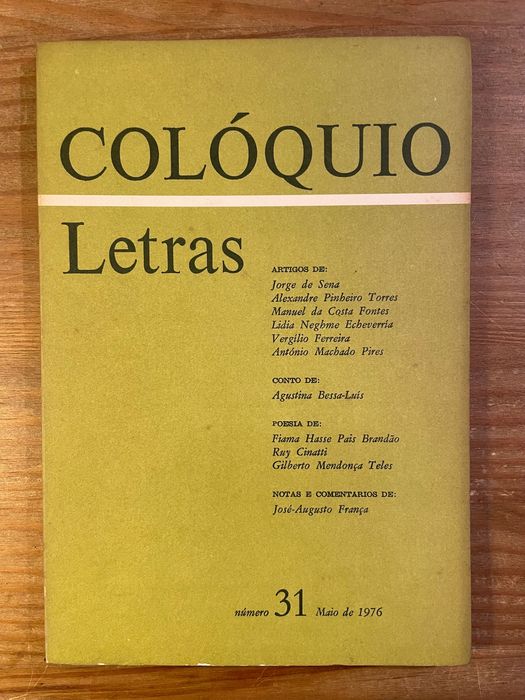 COLÓQUIO
Letras
ARTIGOS DE:
Jorge de Sena
Alexandre Pinheiro Torres
Manuel da Costa Fontes
Lidia Neghme Echeverria
Vergílio Ferreira
António Machado Pires
CONTO DE:
Agustina Bessa-Luís
POESIA DE:
Fiama Hasse Pais Brandão
Ruy Cinatti
Gilberto Mendonça Teles
NOTAS E COMENTARIOS DE:
José-Augusto França
número 31 Maio de 1976